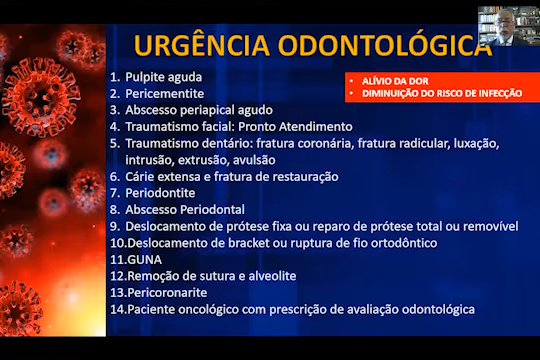 URGÊNCIA ODONTOLÓGICA
• ALÍVIO DA DOR
• DIMINUIÇÃO DO RISCO DE INFECÇÃO
1. Pulpite aguda
2. Pericementite
3. Abscesso periapical agudo
4. Traumatismo facial: Pronto Atendimento
5. Traumatismo dentário: fratura coronária, fratura radicular, luxação,
intrusão, extrusão, avulsão
6. Cárie extensa e fratura de restauração
7. Periodontite
8. Abscesso Periodontal
9. Deslocamento de prótese fixa ou reparo de prótese total ou removível
10.Deslocamento de bracket ou ruptura de fio ortodôntico
11.GUNA
12.Remoção de sutura e alveolite
13.Pericoronarite
14.Paciente oncológico com prescrição de avaliação odontológica